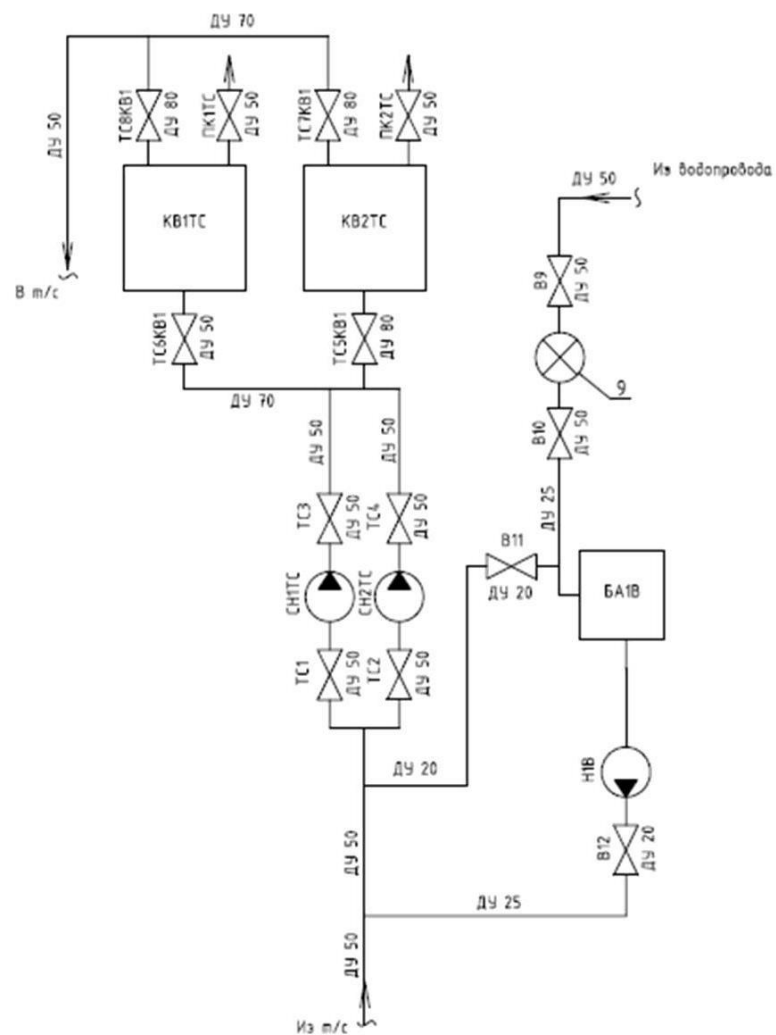 ДУ 70
ТС8КВ1
ДУ 80
ПК1ТС
ДУ 50
ТС7КВ1
ДУ 80
ПК2ТС
ДУ 50
ДУ 50
Из водопровода
ДУ 50
КВ1ТС
КВ2ТС
В т/с
В9
ДУ 50
ТС6КВ1
ДУ 50
ТС5КВ1
ДУ 80
9
ДУ 70
В10
ДУ 50
ДУ 50
ДУ 50
ДУ 25
ТС3
ДУ 50
ТС4
ДУ 50
В11
ДУ 20
БА1В
СН1ТС
СН2ТС
ТС1
ДУ 50
ТС2
ДУ 50
ДУ 20
Н1В
ДУ 50
В12
ДУ 20
ДУ 25
ДУ 50
Из т/с